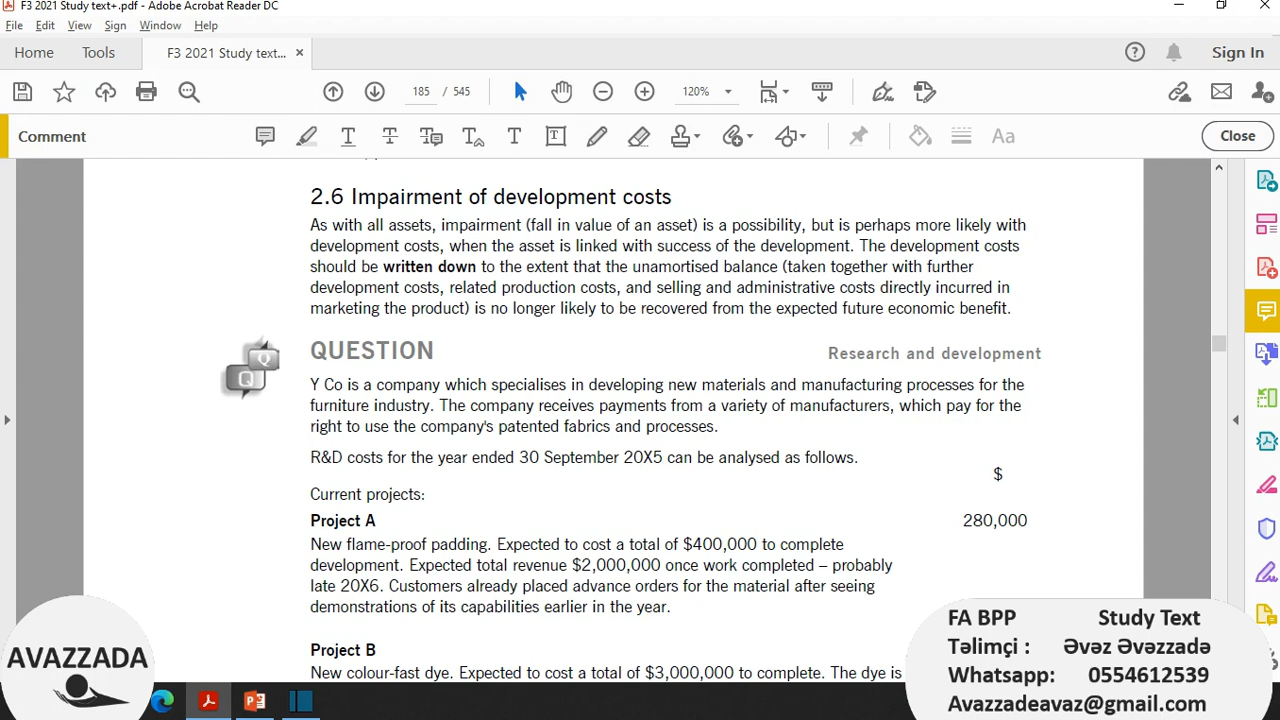 F3 2021 Study text+.pdf - Adobe Acrobat Reader DC
File Edit View Sign Window Help
Home Tools F3 2021 Study text... × Sign In
185 / 545 120%
Comment Close
2.6 Impairment of development costs
As with all assets, impairment (fall in value of an asset) is a possibility, but is perhaps more likely with
development costs, when the asset is linked with success of the development. The development costs
should be written down to the extent that the unamortised balance (taken together with further
development costs, related production costs, and selling and administrative costs directly incurred in
marketing the product) is no longer likely to be recovered from the expected future economic benefit.
QUESTION Research and development
Y Co is a company which specialises in developing new materials and manufacturing processes for the
furniture industry. The company receives payments from a variety of manufacturers, which pay for the
right to use the company's patented fabrics and processes.
R&D costs for the year ended 30 September 20X5 can be analysed as follows.
$
Current projects:
Project A 280,000
New flame-proof padding. Expected to cost a total of $400,000 to complete
development. Expected total revenue $2,000,000 once work completed – probably
late 20X6. Customers already placed advance orders for the material after seeing
demonstrations of its capabilities earlier in the year.
Project B
New colour-fast dye. Expected to cost a total of $3,000,000 to complete. The dye is
AVAZZADA
FA BPP Study Text
Təlimçi : Əvəz Əvəzzadə
Whatsapp: 0554612539
Avazzadeavaz@gmail.com